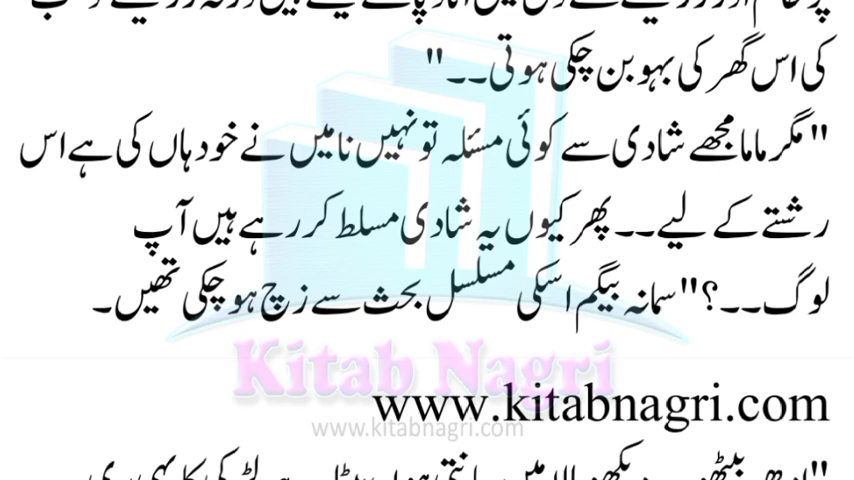 کی اس گھر کی بہو بن چکی ہوتی۔۔"
"مگر ماما مجھے شادی سے کوئی مسئلہ تو نہیں نا میں نے خود ہاں کی ہے اس
رشتے کے لیے۔۔ پھر کیوں یہ شادی مسلط کر رہے ہیں آپ
لوگ۔۔؟" سمانہ بیگم اسکی مسلسل بحث سے زچ ہو چکی تھیں۔
Kitab Nagri
www.kitabnagri.com
www.kitabnagri.com